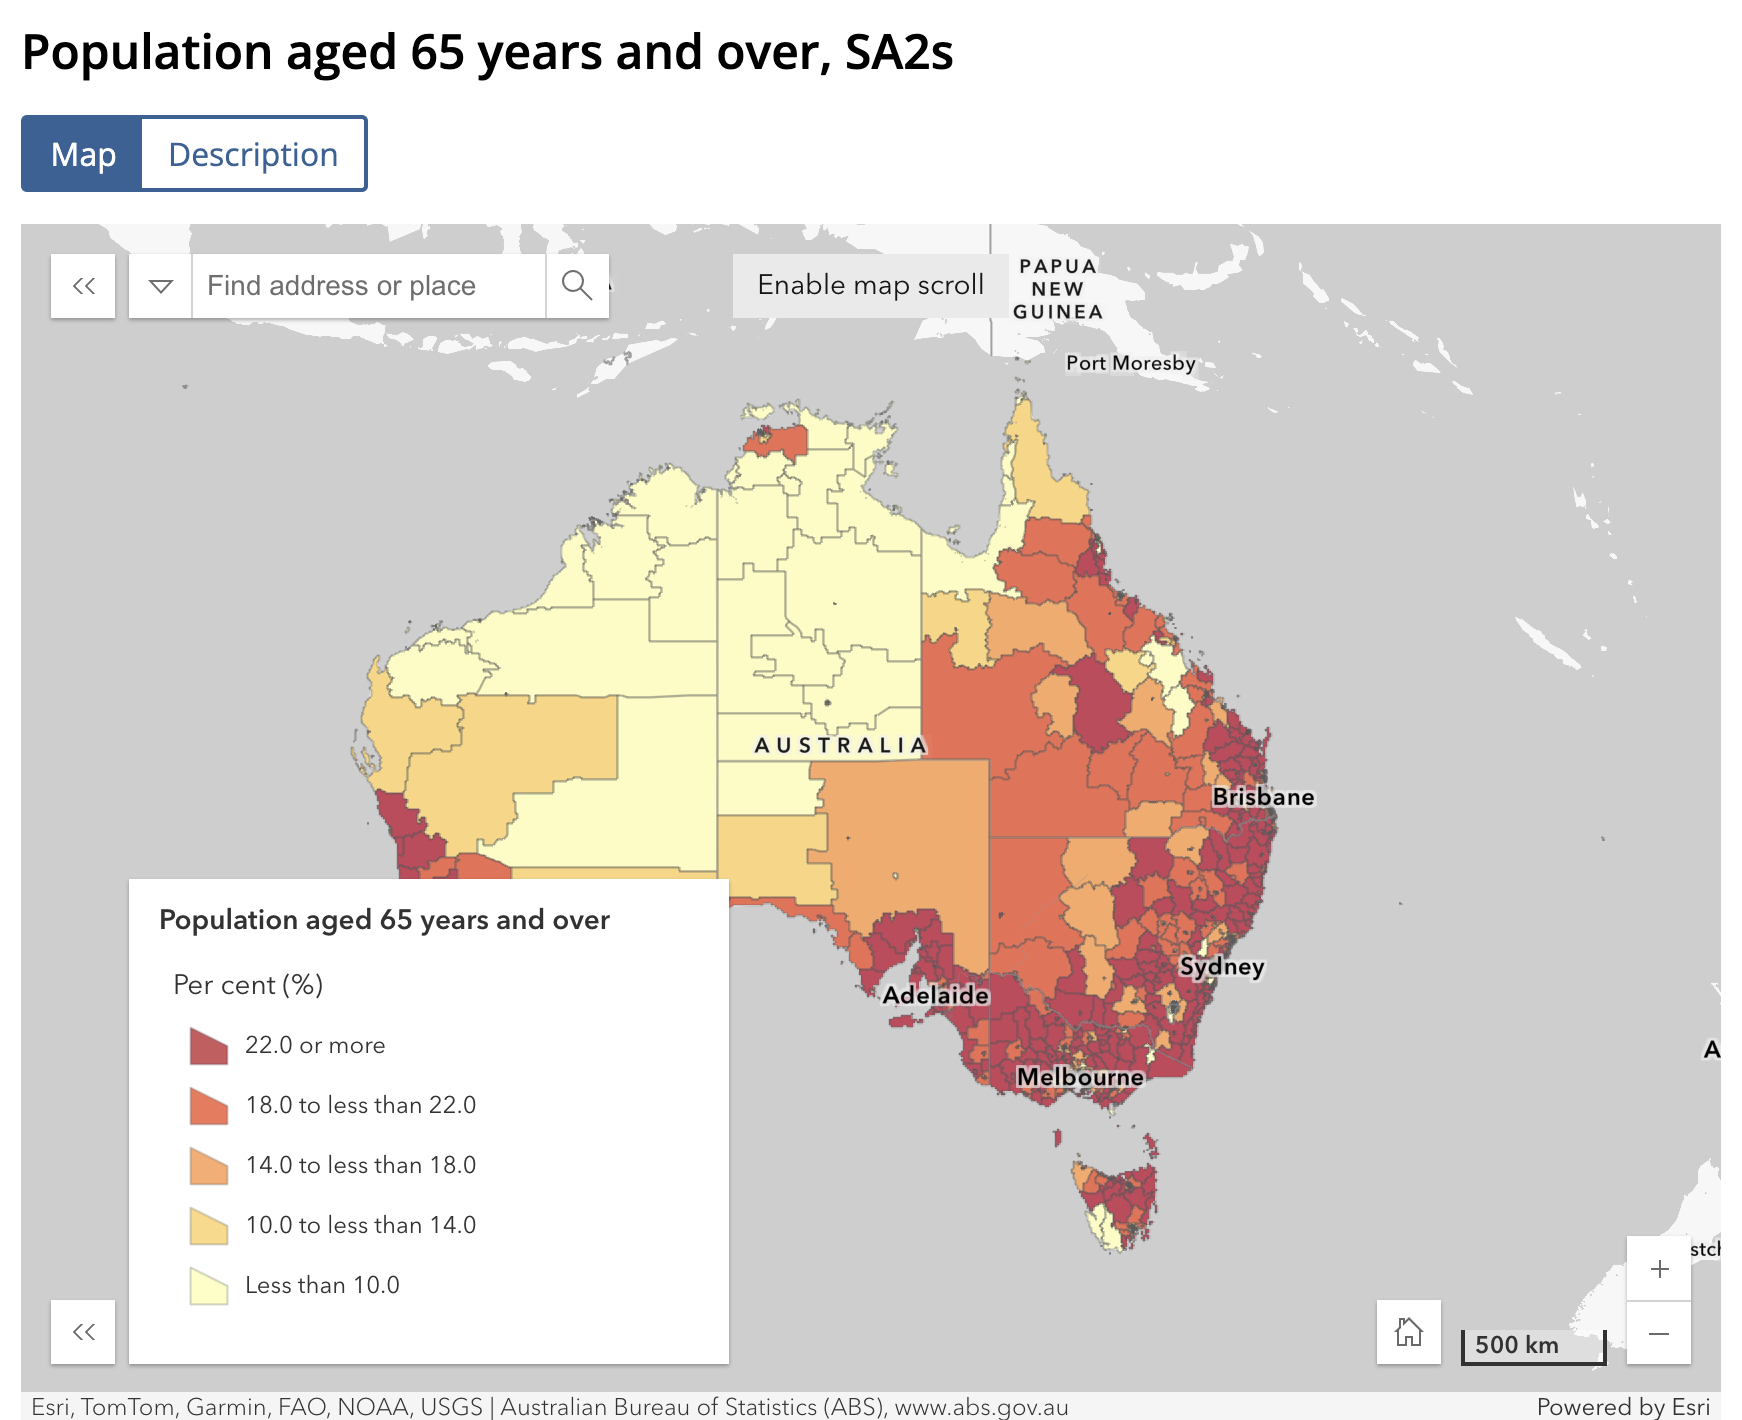 Population aged 65 years and over, SA2s
Map
Description
Find address or place
Enable map scroll
PAPUA
NEW
GUINEA
Port Moresby
AUSTRALIA
Brisbane
Sydney
Adelaide
Melbourne
A
Population aged 65 years and over
Per cent (%)
22.0 or more
18.0 to less than 22.0
14.0 to less than 18.0
10.0 to less than 14.0
Less than 10.0
stch
500 km
Esri, TomTom, Garmin, FAO, NOAA, USGS | Australian Bureau of Statistics (ABS), www.abs.gov.au
Powered by Esri